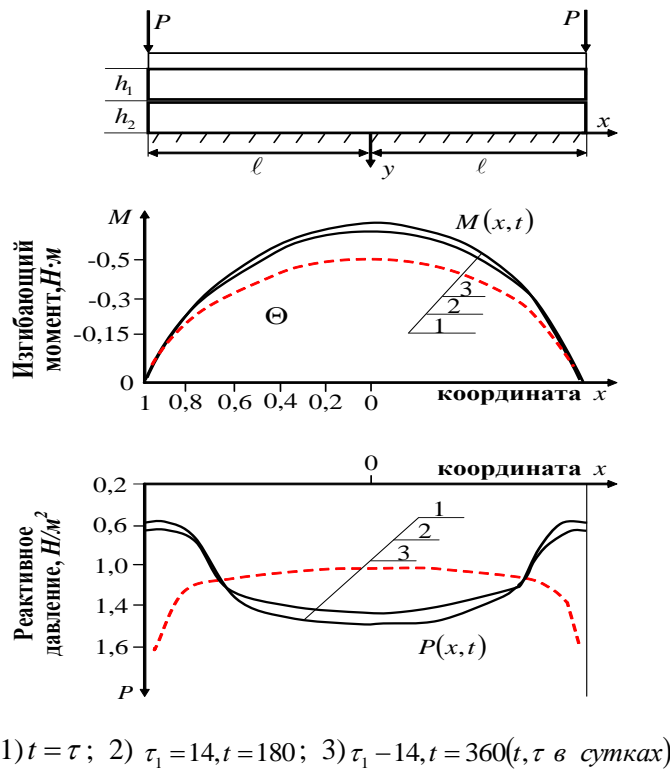 P P
h₁
h₂
x
ℓ ℓ
y
M
M(x,t)
Изгибающий момент, Н·м
-0,5
-0,3
-0,15
0
3
2
1
Θ
1 0,8 0,6 0,4 0,2 0
координата x
0 координата x
Реактивное давление, Н/м²
0,2
0,6
1,0
1,4
1,6
P
1
2
3
P(x,t)
1) t = τ ; 2) τ₁ = 14, t = 180 ; 3) τ₁ − 14, t = 360 (t, τ в сутках)